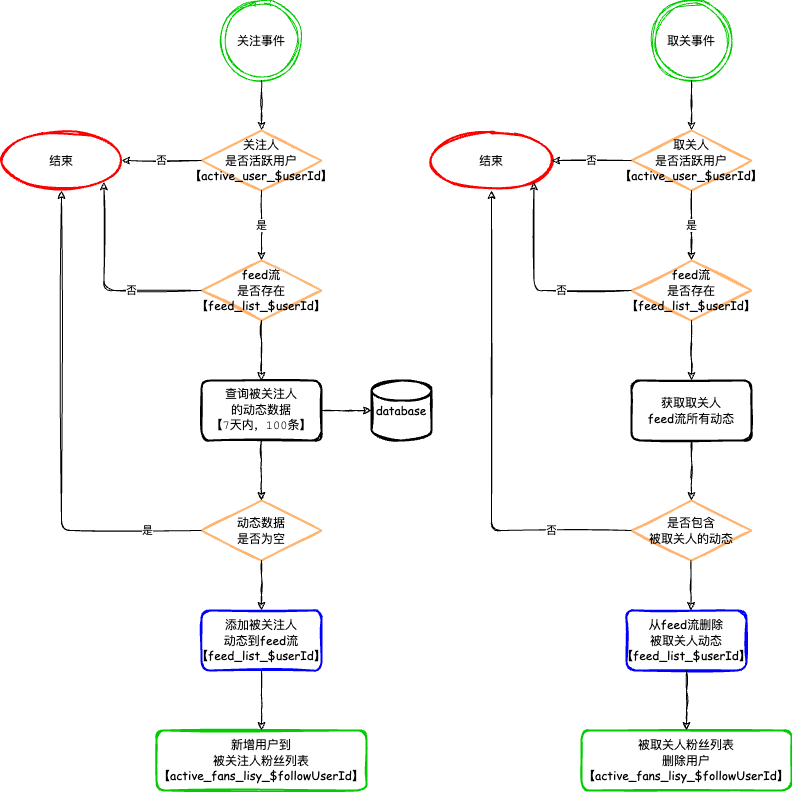 关注事件
关注人
是否活跃用户
【active_user_$userId】
否
结束
是
feed流
是否存在
【feed_list_$userId】
否
查询被关注人
的动态数据
【7天内，100条】
database
动态数据
是否为空
是
添加被关注人
动态到feed流
【feed_list_$userId】
新增用户到
被关注人粉丝列表
【active_fans_lisy_$followUserId】
取关事件
取关人
是否活跃用户
【active_user_$userId】
否
结束
是
feed流
是否存在
【feed_list_$userId】
否
获取取关人
feed流所有动态
是否包含
被取关人的动态
否
从feed流删除
被取关人动态
【feed_list_$userId】
被取关人粉丝列表
删除用户
【active_fans_lisy_$followUserId】